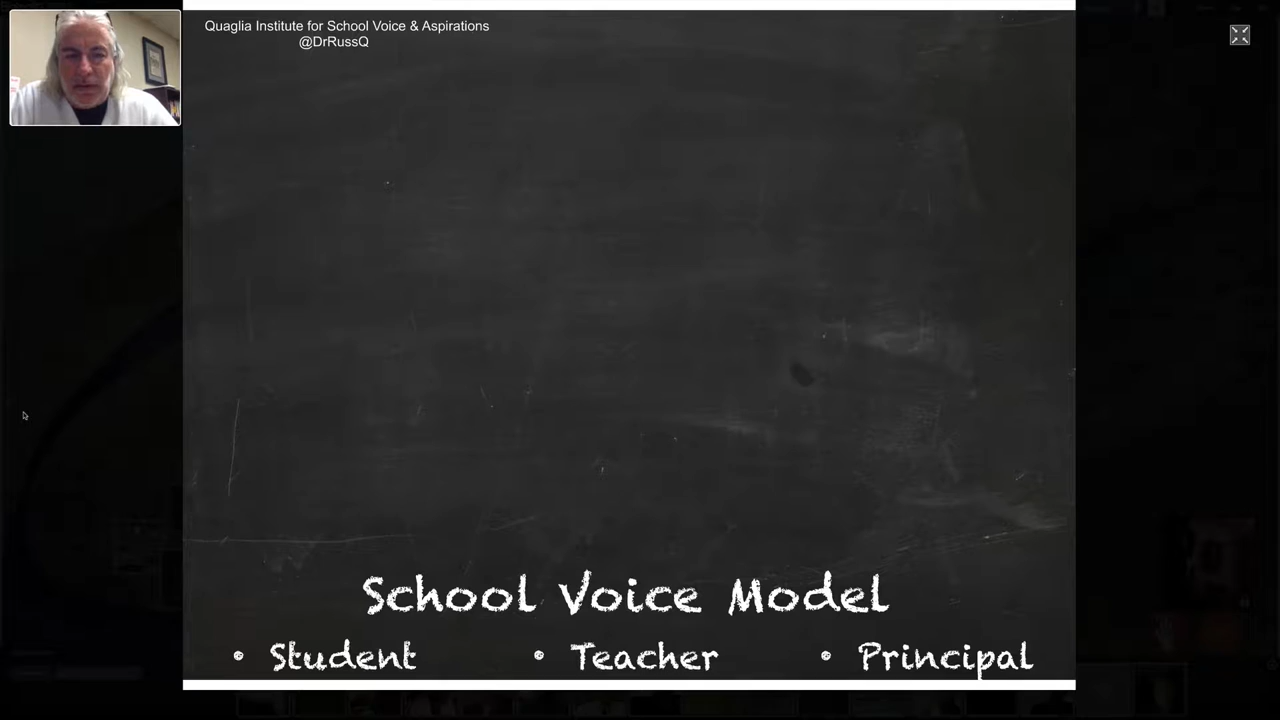 Quaglia Institute for School Voice & Aspirations
@DrRussQ
School Voice Model
• Student • Teacher • Principal